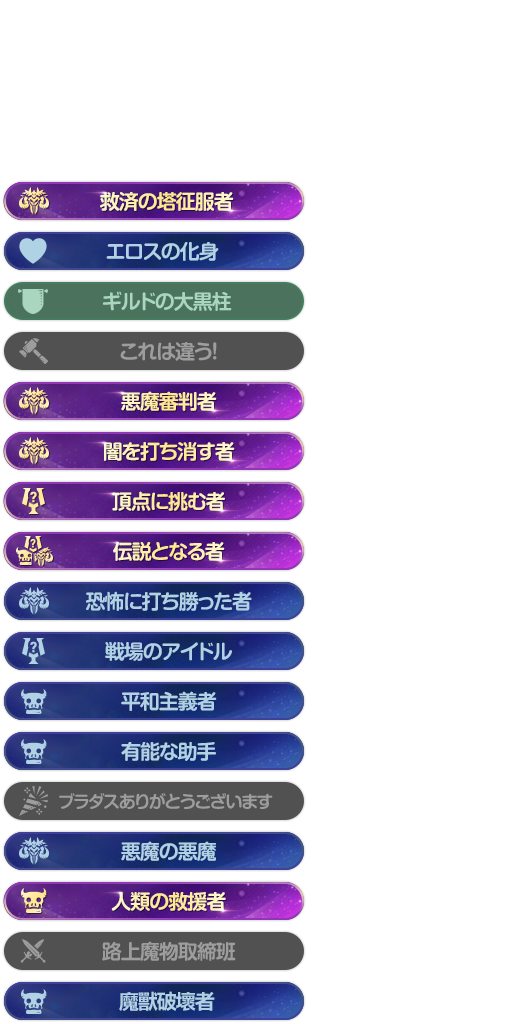 救済の塔征服者
エロスの化身
ギルドの大黒柱
これは違う!
悪魔審判者
闇を打ち消す者
頂点に挑む者
伝説となる者
恐怖に打ち勝った者
戦場のアイドル
平和主義者
有能な助手
ブラダスありがとうございます
悪魔の悪魔
人類の救援者
路上魔物取締班
魔獣破壊者